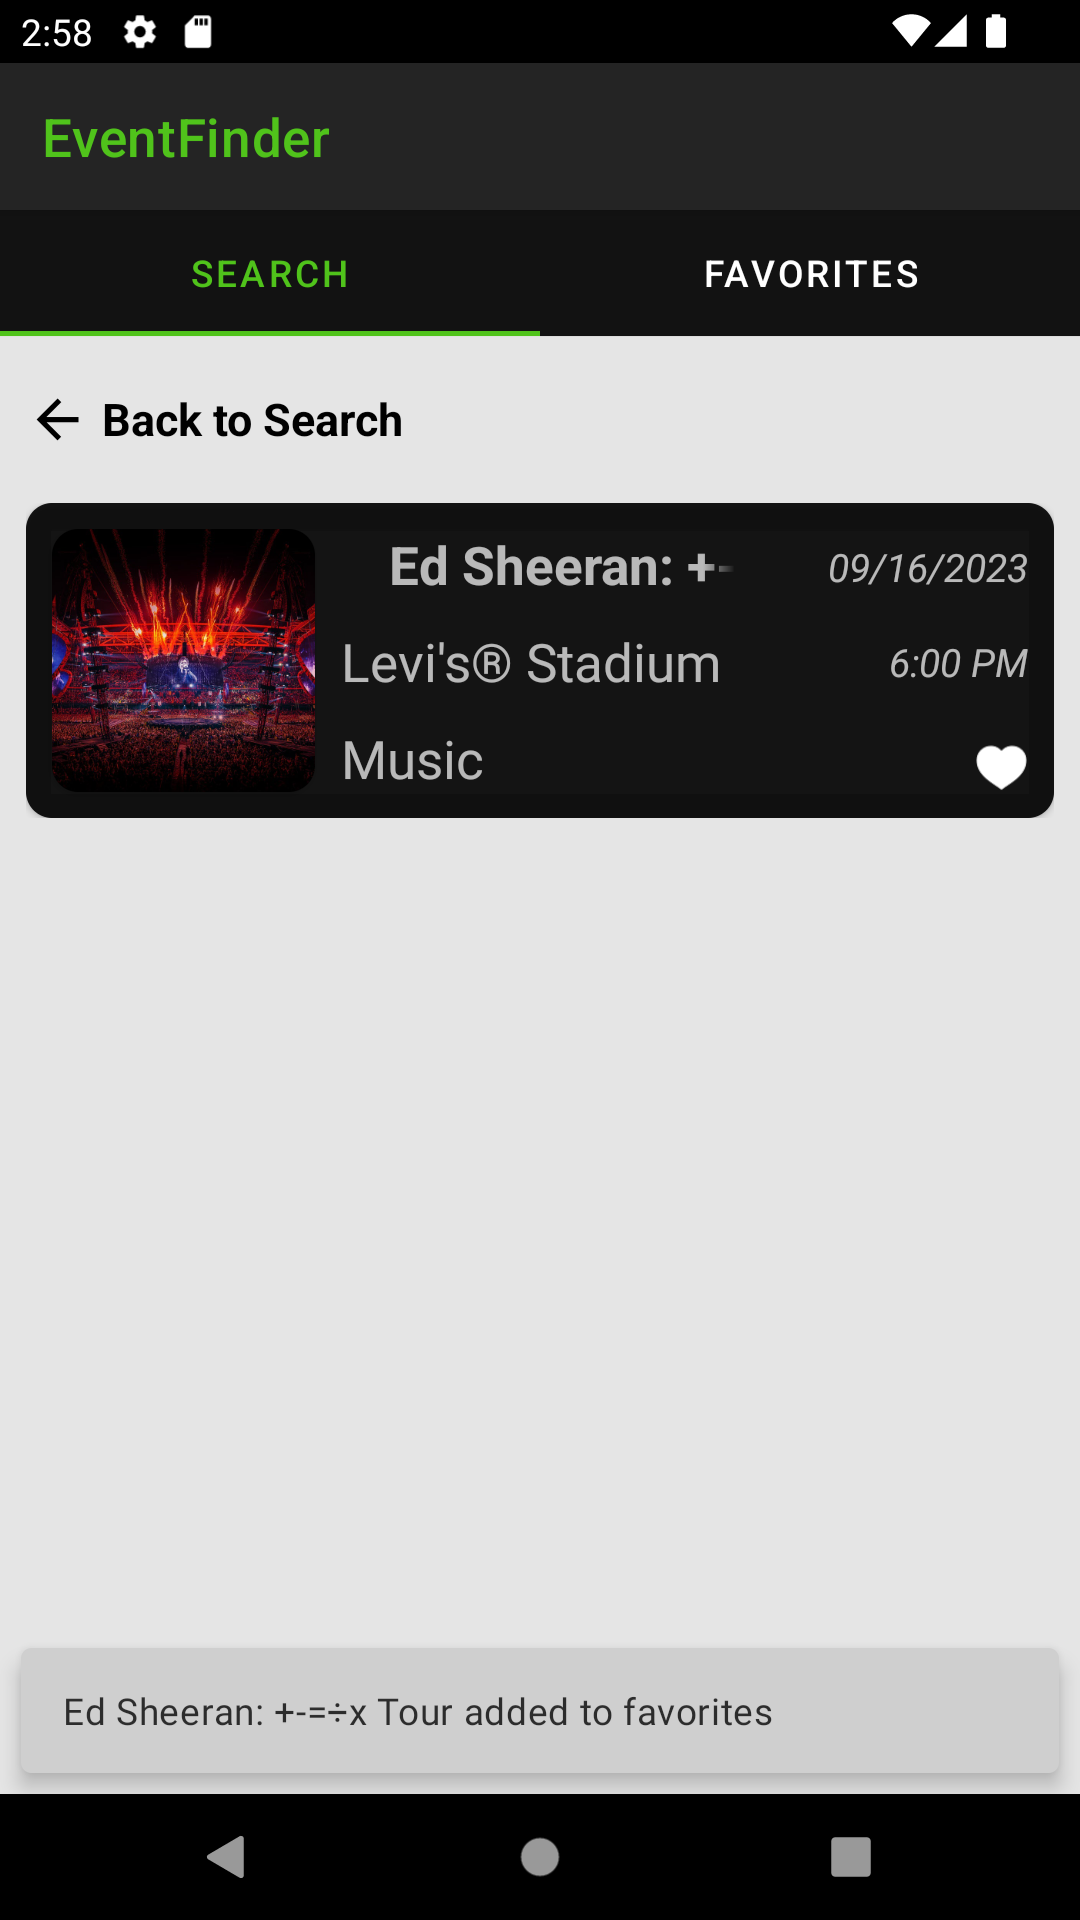 2:58
EventFinder
SEARCH
FAVORITES
Back to Search
Ed Sheeran: +-
09/16/2023
Levi's® Stadium
6:00 PM
Music
Ed Sheeran: +-=÷x Tour added to favorites